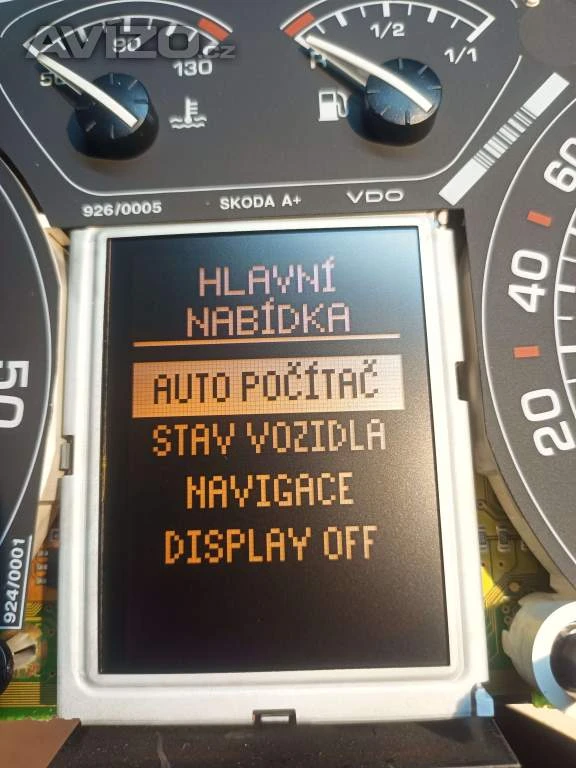 AVIZO.cz
50 90 130
R 1/2 1/1
926/0005 SKODA A+ VDO
HLAVNÍ
NABÍDKA
AUTO POČÍTAČ
STAV VOZIDLA
NAVIGACE
DISPLAY OFF
60
40
20
50
924/0001